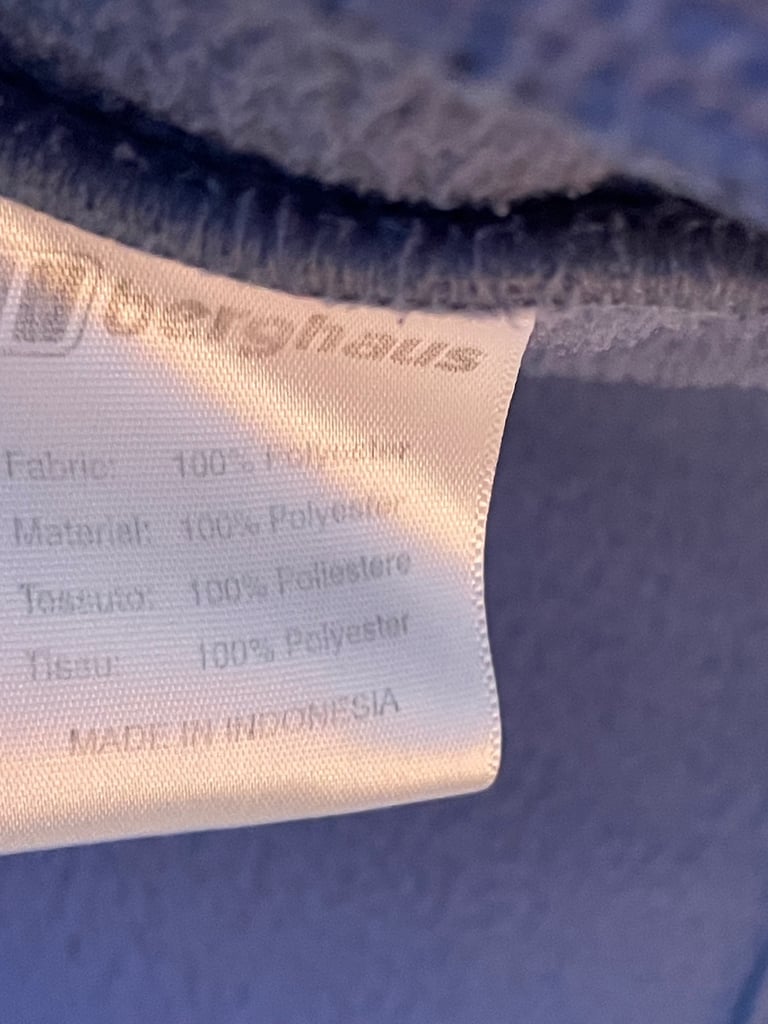 berghaus
Fabric: 100% Polyester
Material: 100% Polyester
Tessuto: 100% Poliestere
Tissu: 100% Polyester
MADE IN INDONESIA